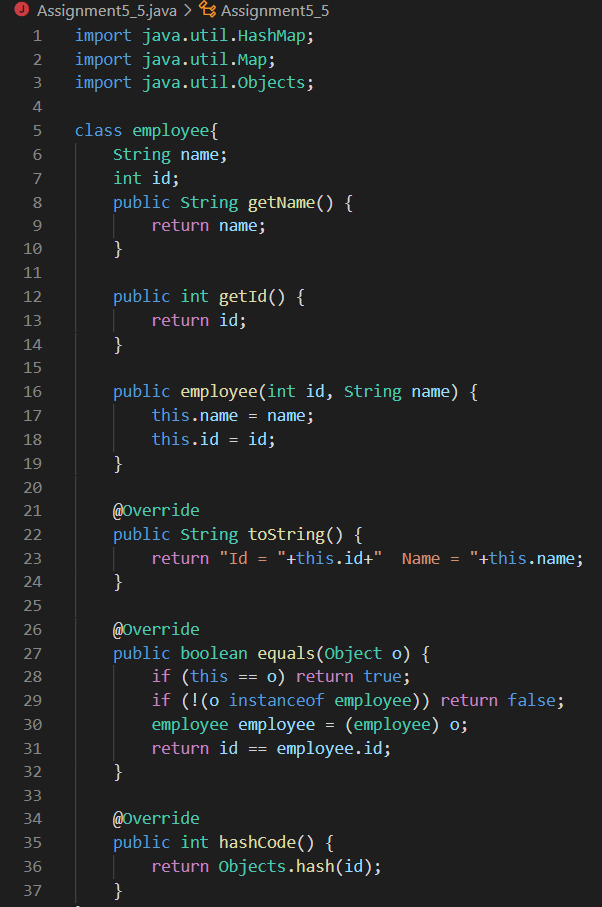 Assignment5_5.java > Assignment5_5
1 import java.util.HashMap;
2 import java.util.Map;
3 import java.util.Objects;
4
5 class employee{
6     String name;
7     int id;
8     public String getName() {
9         return name;
10     }
11
12     public int getId() {
13         return id;
14     }
15
16     public employee(int id, String name) {
17         this.name = name;
18         this.id = id;
19     }
20
21     @Override
22     public String toString() {
23         return "Id = "+this.id+"  Name = "+this.name;
24     }
25
26     @Override
27     public boolean equals(Object o) {
28         if (this == o) return true;
29         if (!(o instanceof employee)) return false;
30         employee employee = (employee) o;
31         return id == employee.id;
32     }
33
34     @Override
35     public int hashCode() {
36         return Objects.hash(id);
37     }